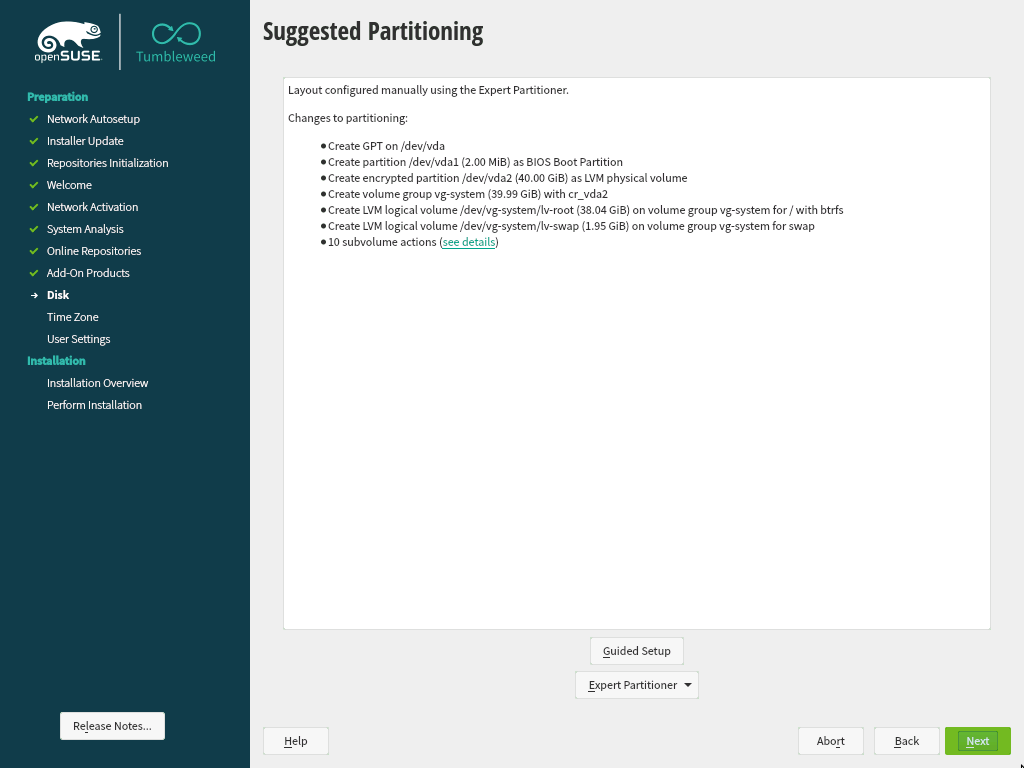 openSUSE
Tumbleweed
Preparation
Network Autosetup
Installer Update
Repositories Initialization
Welcome
Network Activation
System Analysis
Online Repositories
Add-On Products
Disk
Time Zone
User Settings
Installation
Installation Overview
Perform Installation
Release Notes...
Suggested Partitioning
Layout configured manually using the Expert Partitioner.
Changes to partitioning:
Create GPT on /dev/vda
Create partition /dev/vda1 (2.00 MiB) as BIOS Boot Partition
Create encrypted partition /dev/vda2 (40.00 GiB) as LVM physical volume
Create volume group vg-system (39.99 GiB) with cr_vda2
Create LVM logical volume /dev/vg-system/lv-root (38.04 GiB) on volume group vg-system for / with btrfs
Create LVM logical volume /dev/vg-system/lv-swap (1.95 GiB) on volume group vg-system for swap
10 subvolume actions (see details)
Guided Setup
Expert Partitioner
Help
Abort
Back
Next